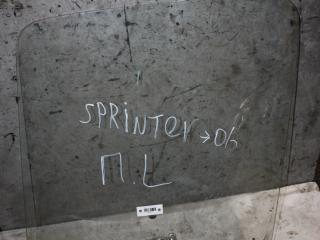 SPRINTER → 06
П.L